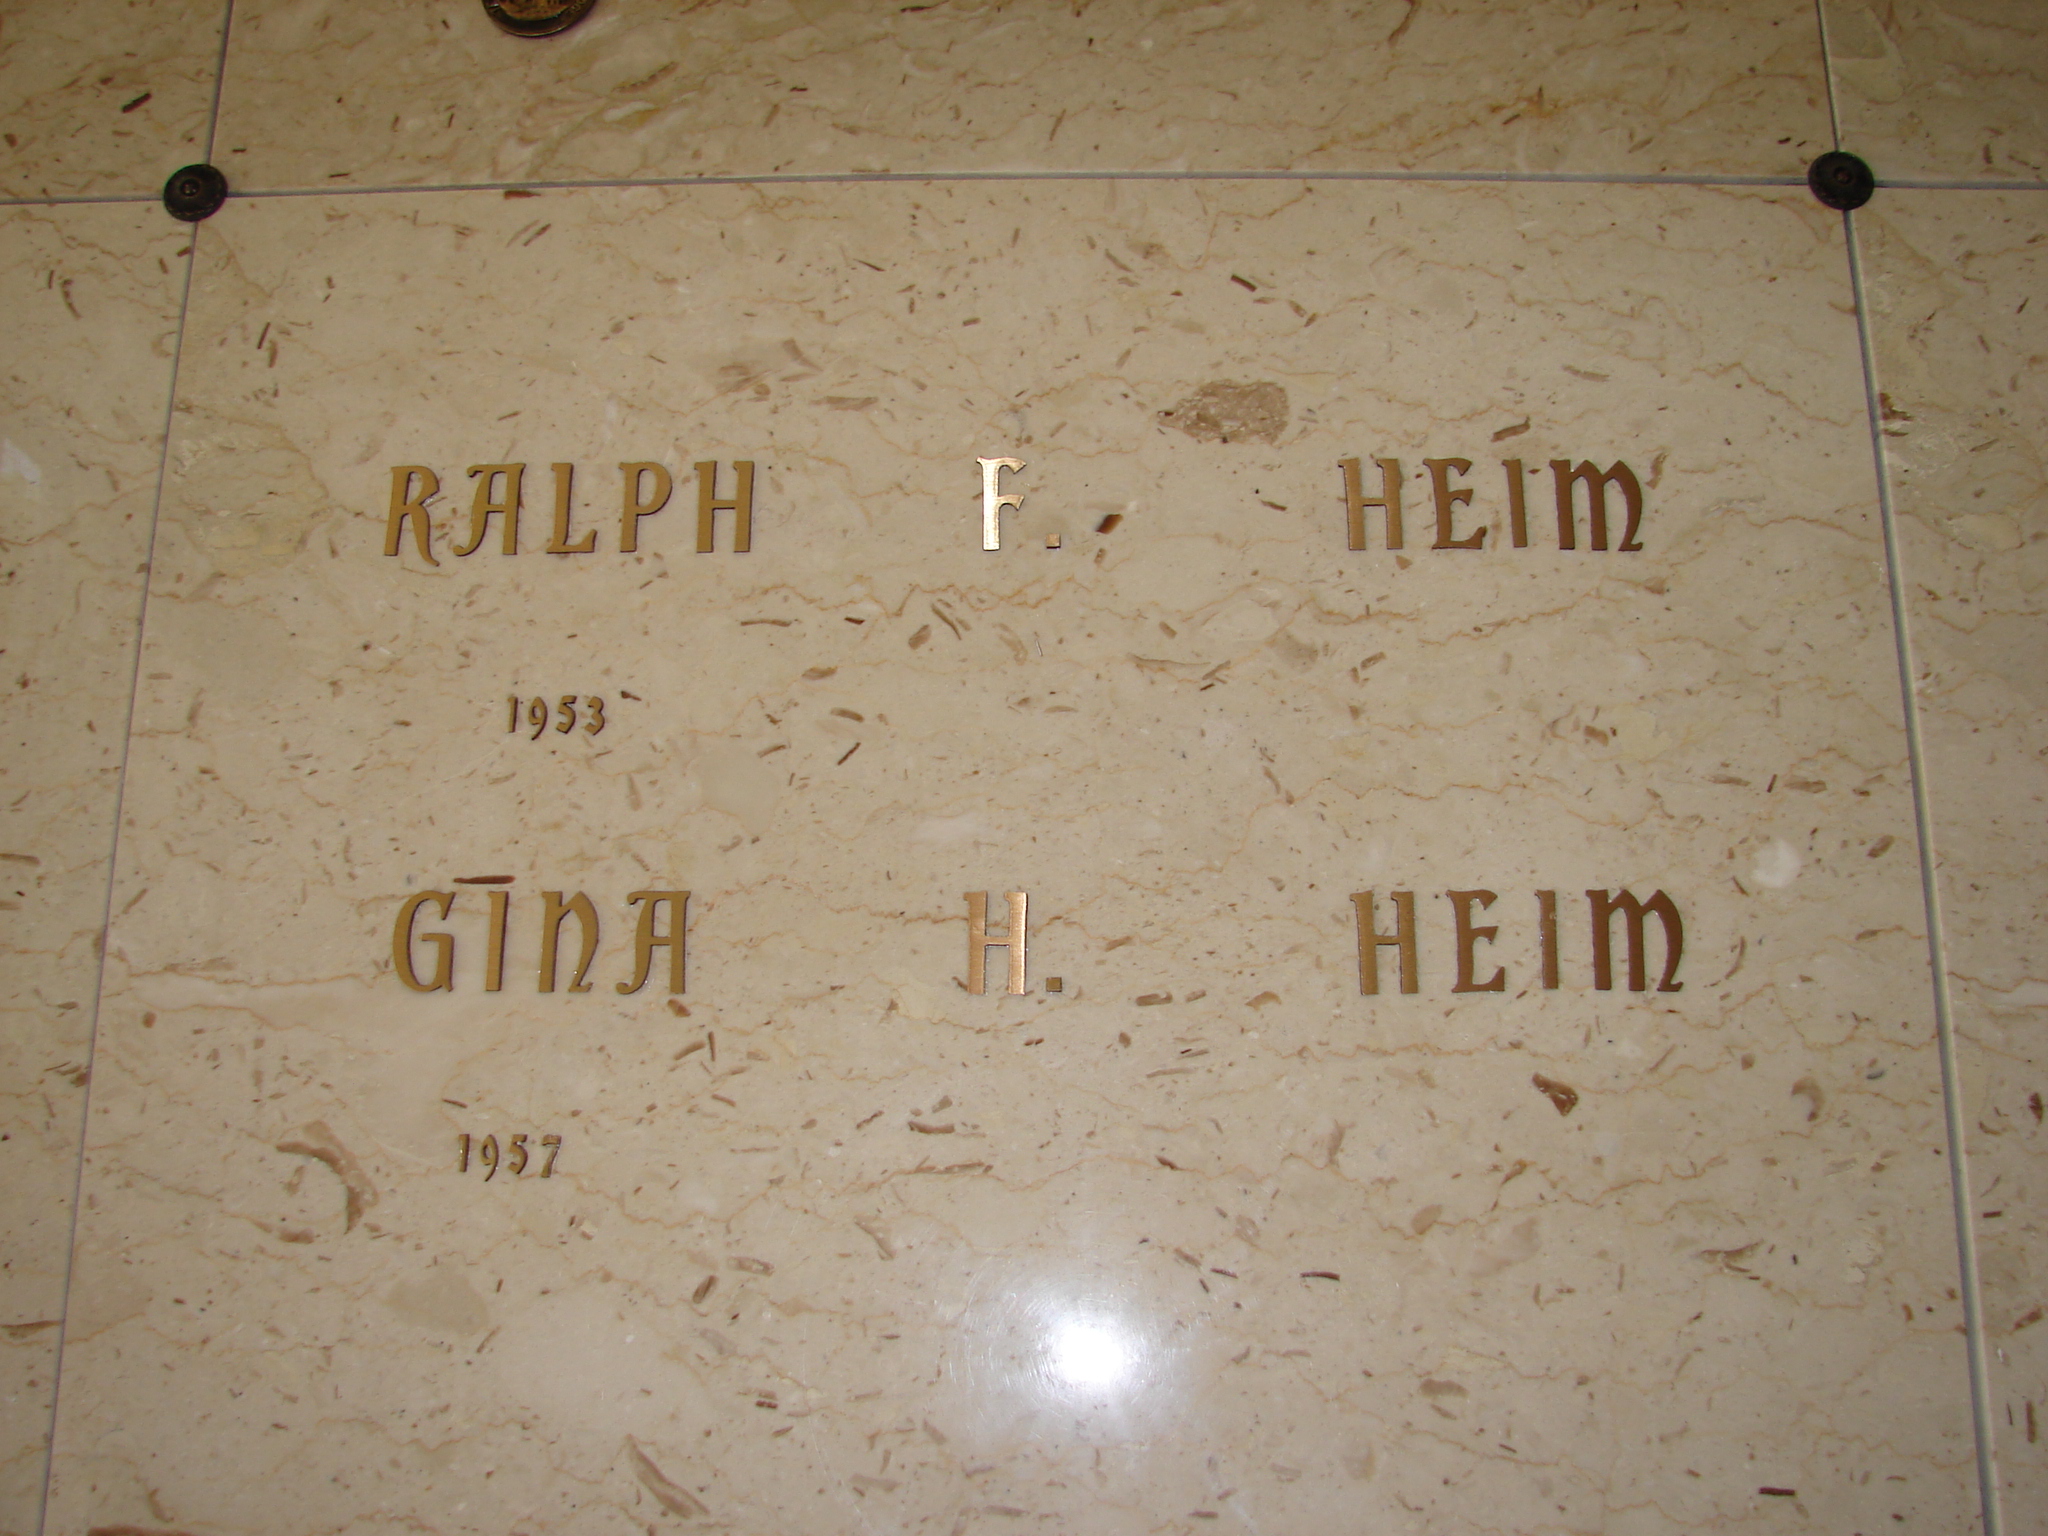 RALPH F. HEIM
1953
GINA H. HEIM
1957